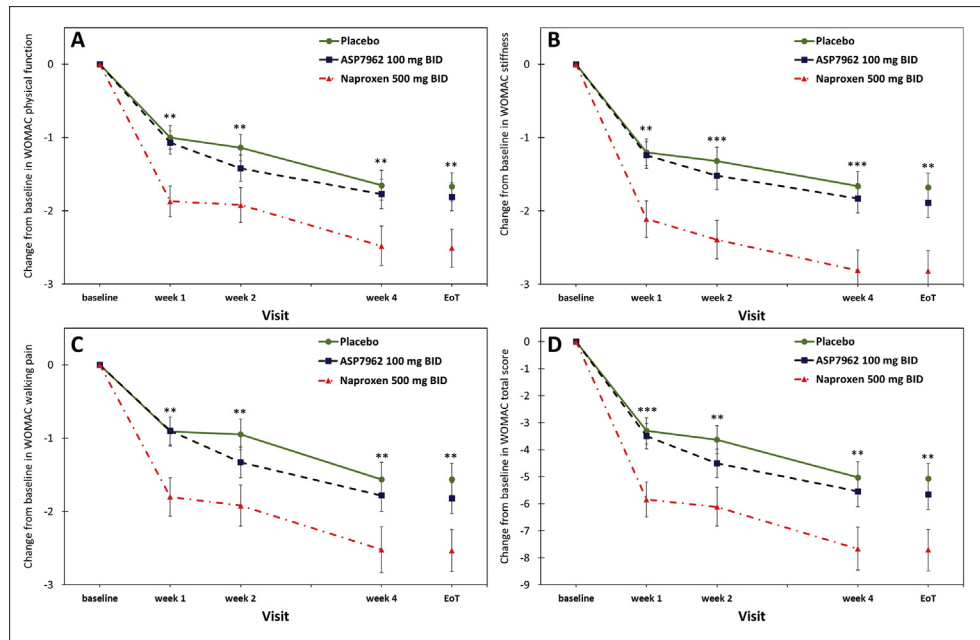 A
Placebo
ASP7962 100 mg BID
Naproxen 500 mg BID
Change from baseline in WOMAC physical function
0
-1
-2
-3
** ** ** **
baseline week 1 week 2 week 4 EoT
Visit
B
Placebo
ASP7962 100 mg BID
Naproxen 500 mg BID
Change from baseline in WOMAC stiffness
0
-1
-2
-3
** *** *** **
baseline week 1 week 2 week 4 EoT
Visit
C
Placebo
ASP7962 100 mg BID
Naproxen 500 mg BID
Change from baseline in WOMAC walking pain
0
-1
-2
-3
** ** ** **
baseline week 1 week 2 week 4 EoT
Visit
D
Placebo
ASP7962 100 mg BID
Naproxen 500 mg BID
Change from baseline in WOMAC total score
0
-1
-2
-3
-4
-5
-6
-7
-8
-9
*** ** ** **
baseline week 1 week 2 week 4 EoT
Visit